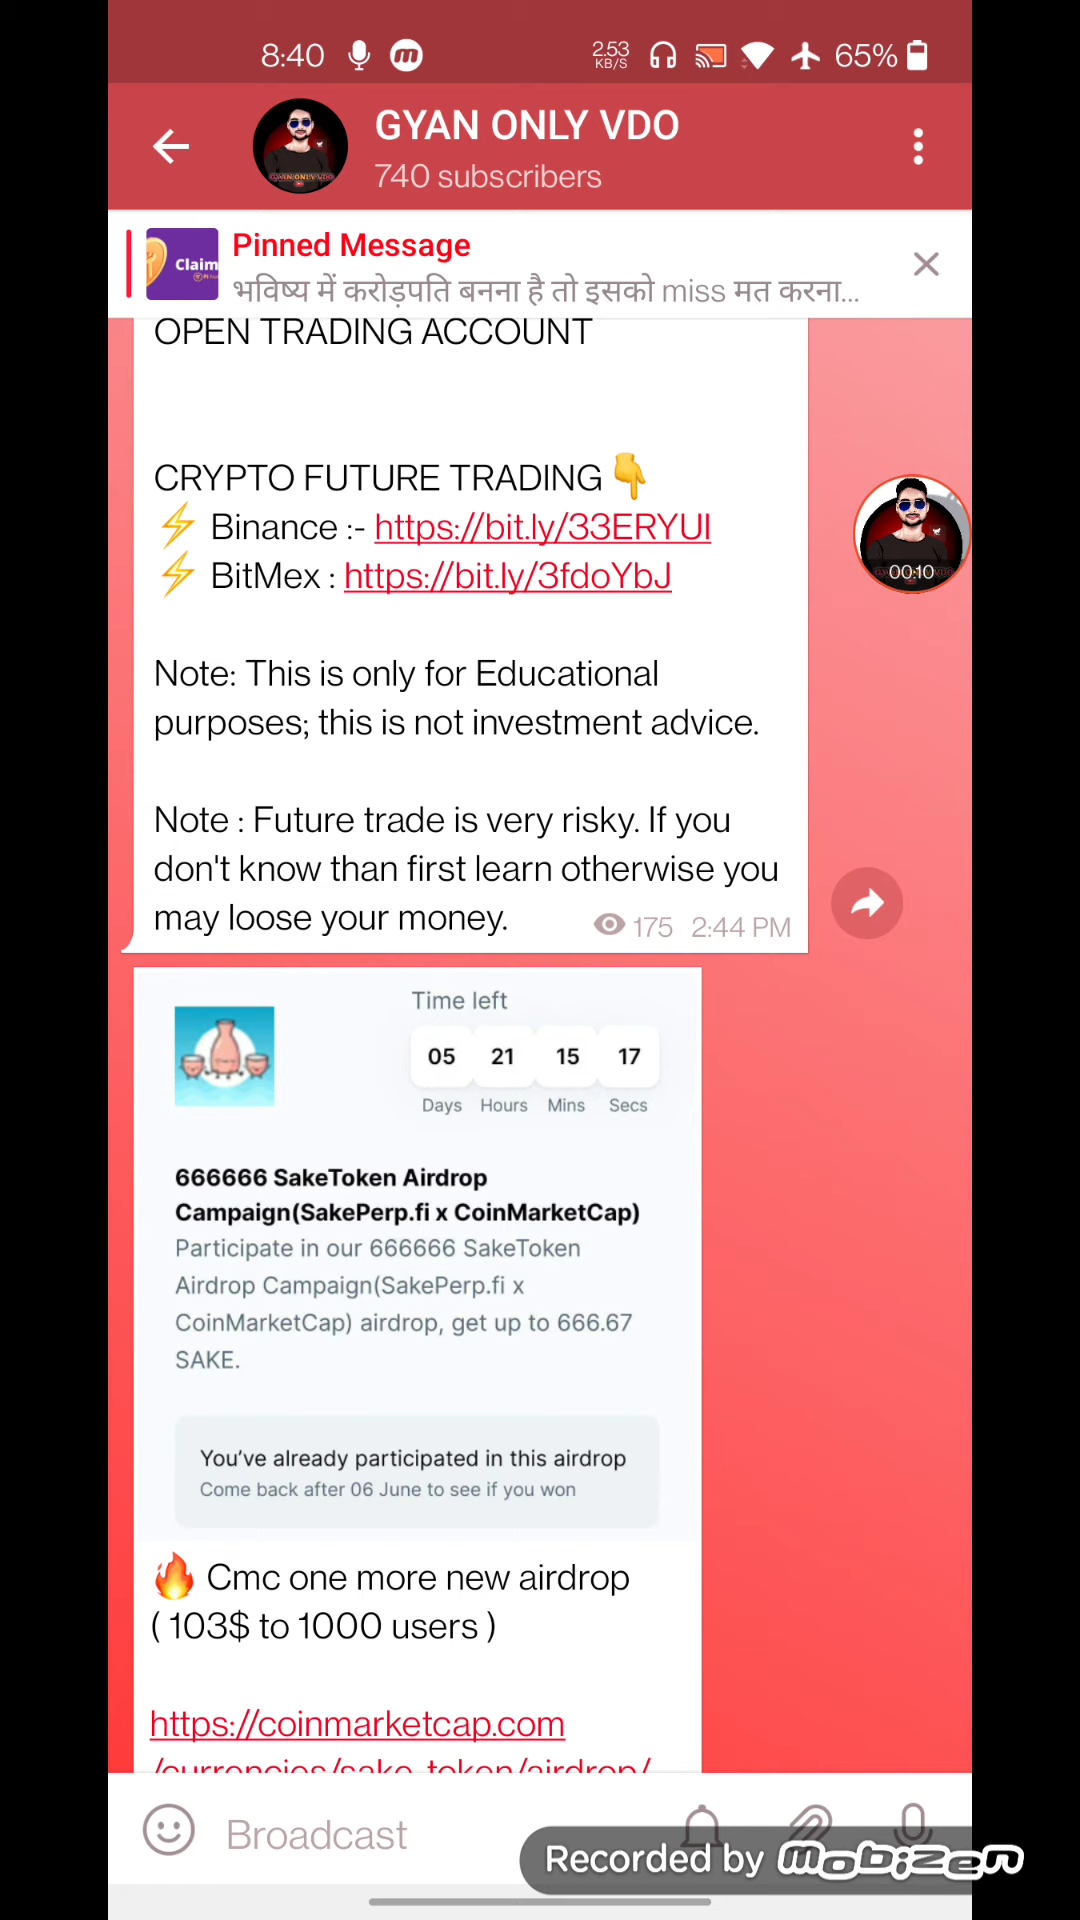 8:40
2.53
KB/S
65%
GYAN ONLY VDO
740 subscribers
Claim
Pinned Message
भविष्य में करोड़पति बनना है तो इसको miss मत करना...
OPEN TRADING ACCOUNT
CRYPTO FUTURE TRADING👇
⚡ Binance :- https://bit.ly/33ERYUI
⚡ BitMex : https://bit.ly/3fdoYbJ
00:10
Note: This is only for Educational
purposes; this is not investment advice.
Note : Future trade is very risky. If you
don't know than first learn otherwise you
may loose your money.
175 2:44 PM
Time left
05 21 15 17
Days Hours Mins Secs
666666 SakeToken Airdrop
Campaign(SakePerp.fi x CoinMarketCap)
Participate in our 666666 SakeToken
Airdrop Campaign(SakePerp.fi x
CoinMarketCap) airdrop, get up to 666.67
SAKE.
You've already participated in this airdrop
Come back after 06 June to see if you won
🔥 Cmc one more new airdrop
( 103$ to 1000 users )
https://coinmarketcap.com
/currencies/sake-token/airdrop/
Broadcast
Recorded by mobizen